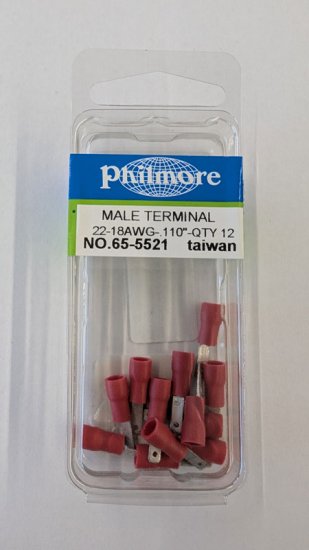 Philmore
MALE TERMINAL
22-18AWG-.110"-QTY 12
NO.65-5521 taiwan